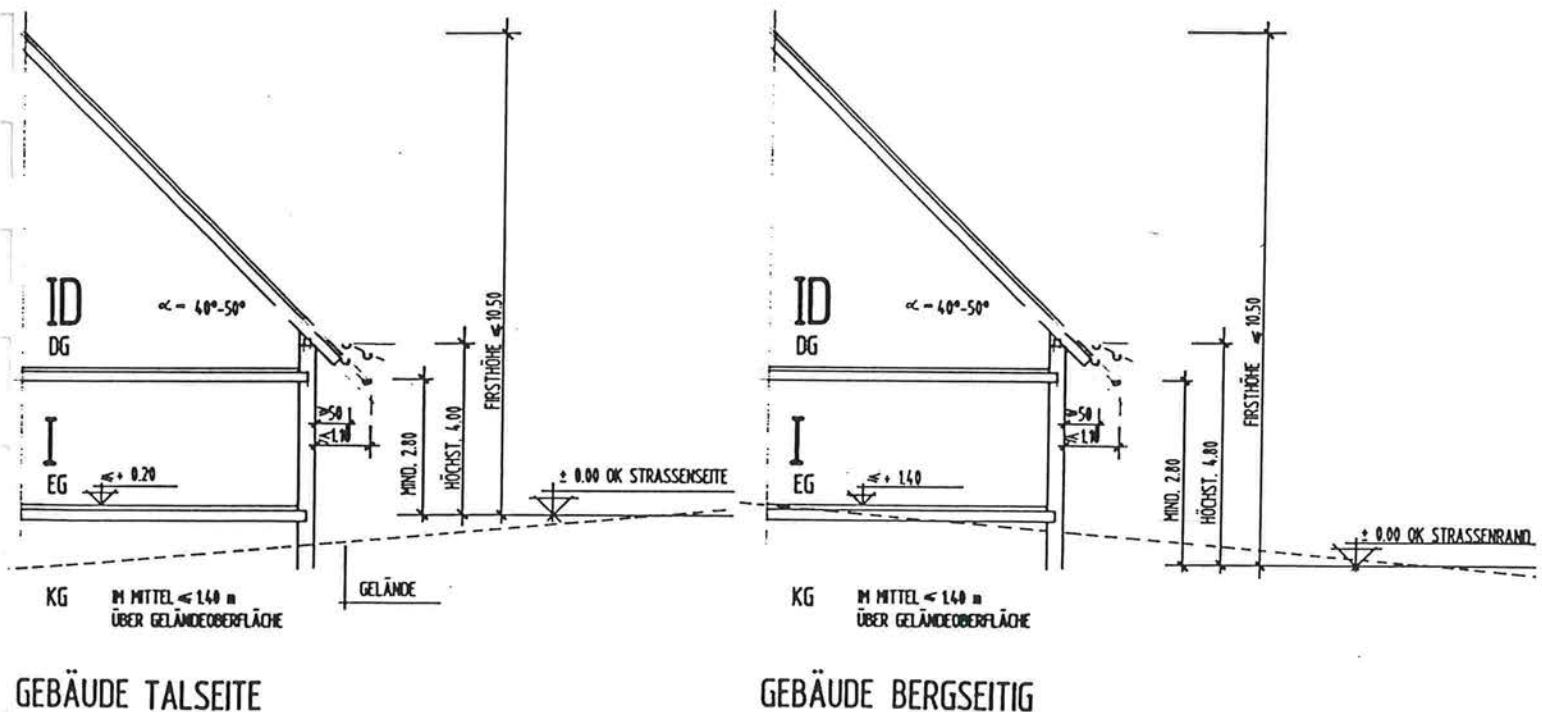 ID
DG
∝ = 40°-50°
FIRSTHÖHE ≤ 10.50
≥50
≥1.10
MIND. 2.80
HÖCHST. 4.00
I
EG
≤ + 0.20
± 0.00 OK STRASSENSEITE
GELÄNDE
KG
IM MITTEL < 1.40 m
ÜBER GELÄNDEOBERFLÄCHE
GEBÄUDE TALSEITE
ID
DG
∝ = 40°-50°
FIRSTHÖHE ≤ 10.50
≥50
≥1.10
MIND. 2.80
HÖCHST. 4.80
I
EG
≤ + 1.40
± 0.00 OK STRASSENRAND
KG
IM MITTEL < 1.40 m
ÜBER GELÄNDEOBERFLÄCHE
GEBÄUDE BERGSEITIG